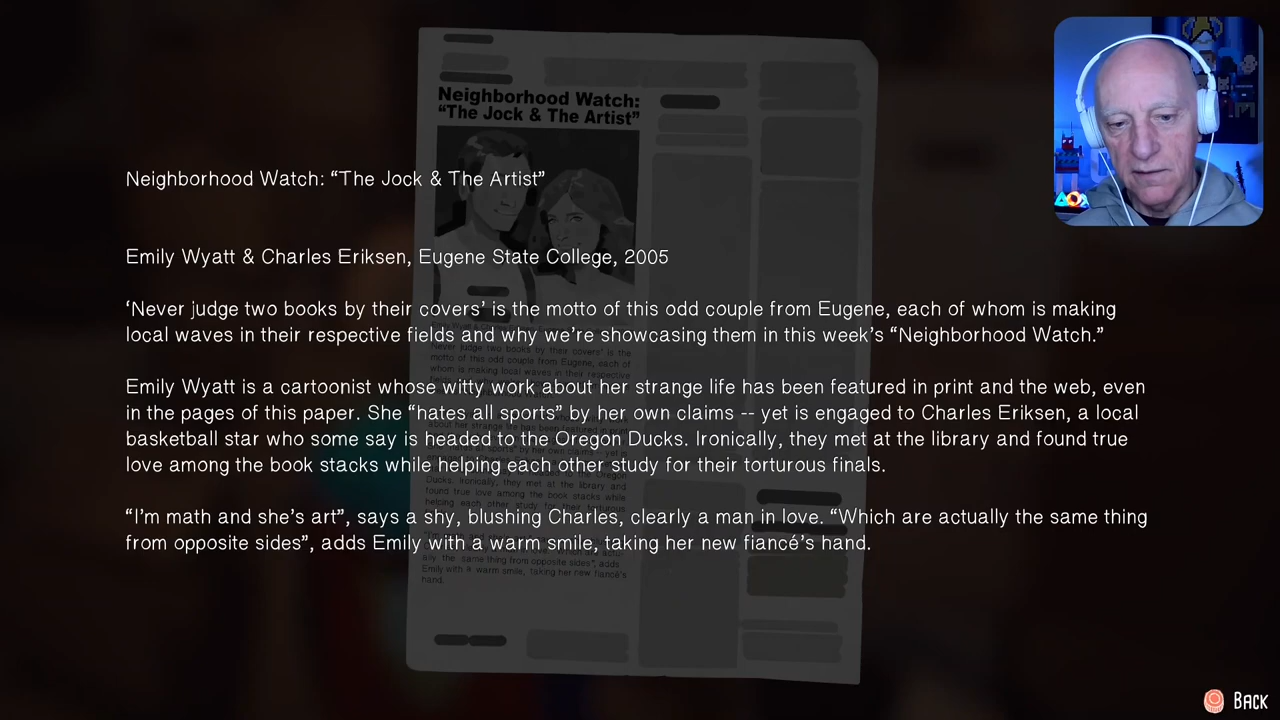 Neighborhood Watch:
“The Jock & The Artist”
Neighborhood Watch: “The Jock & The Artist”
Emily Wyatt & Charles Eriksen, Eugene State College, 2005
‘Never judge two books by their covers’ is the motto of this odd couple from Eugene, each of whom is making
local waves in their respective fields and why we’re showcasing them in this week’s “Neighborhood Watch.”
Emily Wyatt is a cartoonist whose witty work about her strange life has been featured in print and the web, even
in the pages of this paper. She “hates all sports” by her own claims -- yet is engaged to Charles Eriksen, a local
basketball star who some say is headed to the Oregon Ducks. Ironically, they met at the library and found true
love among the book stacks while helping each other study for their torturous finals.
“I’m math and she’s art”, says a shy, blushing Charles, clearly a man in love. “Which are actually the same thing
from opposite sides”, adds Emily with a warm smile, taking her new fiancé’s hand.
Back